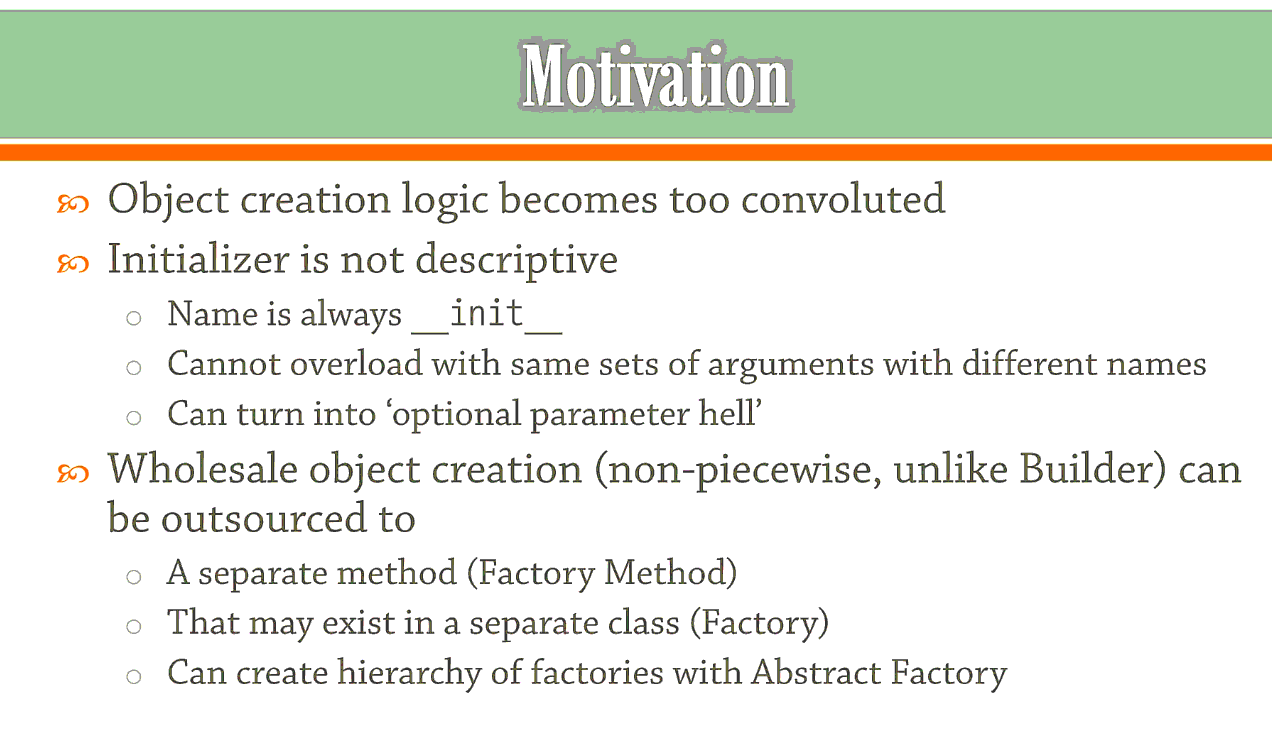 Motivation
Object creation logic becomes too convoluted
Initializer is not descriptive
Name is always __init__
Cannot overload with same sets of arguments with different names
Can turn into ‘optional parameter hell’
Wholesale object creation (non-piecewise, unlike Builder) can
be outsourced to
A separate method (Factory Method)
That may exist in a separate class (Factory)
Can create hierarchy of factories with Abstract Factory